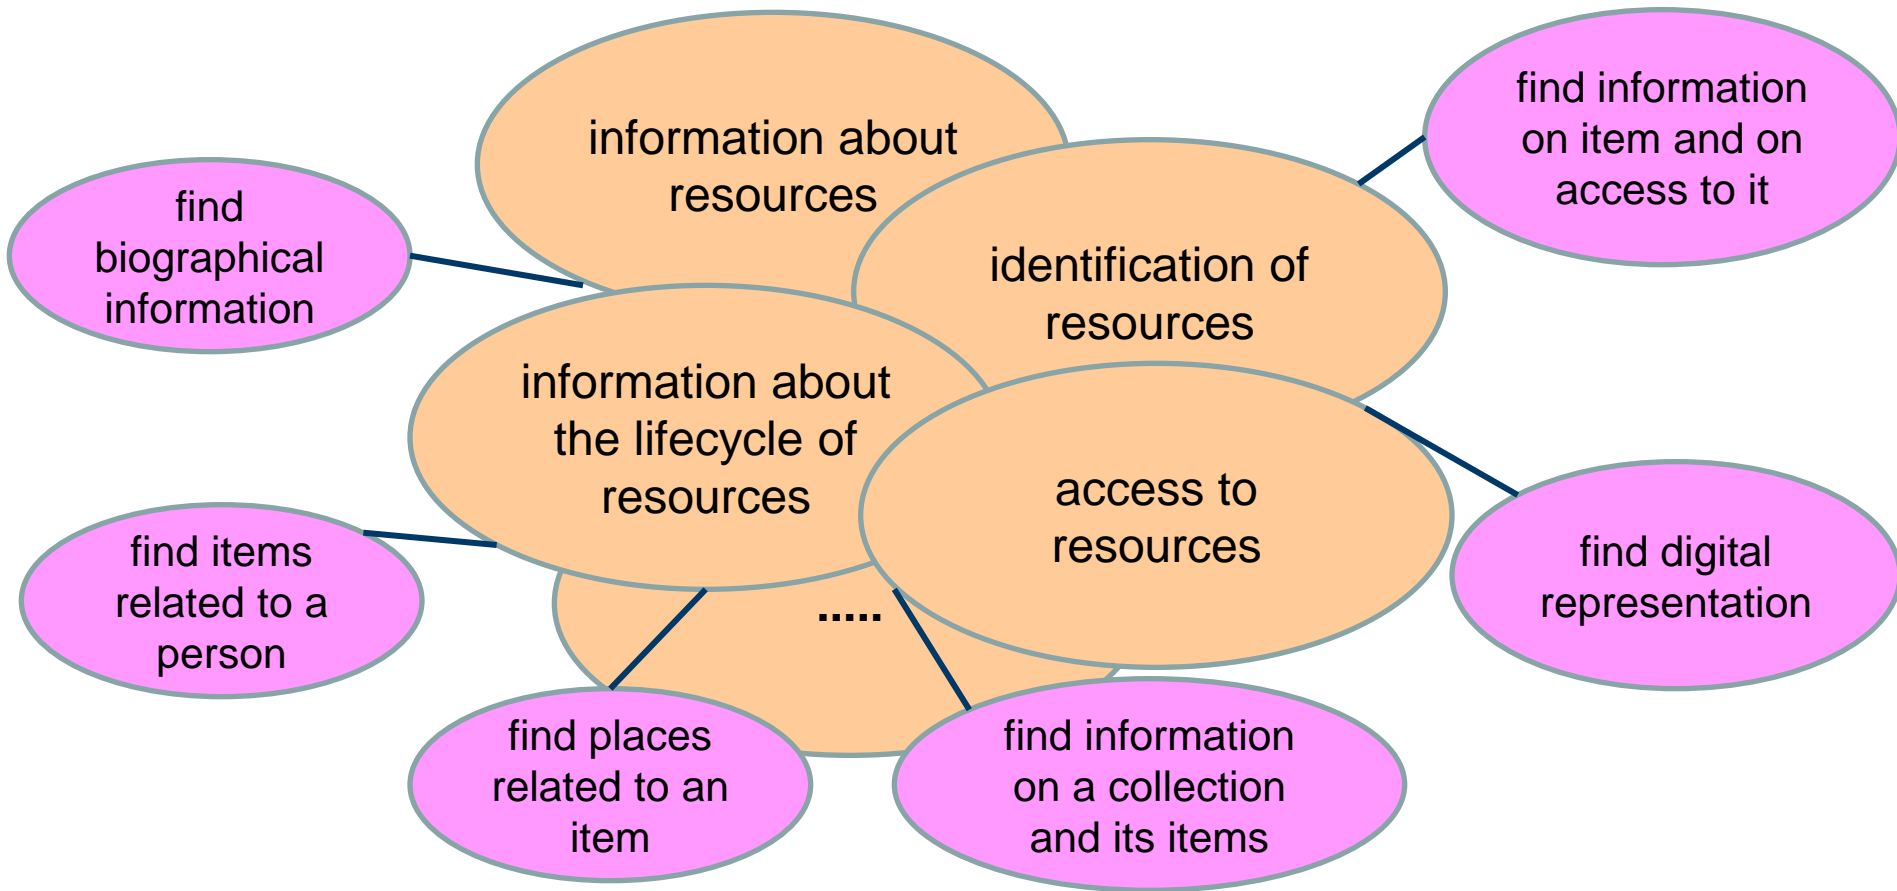 information about
resources
find information
on item and on
access to it
find
biographical
information
identification of
resources
information about
the lifecycle of
resources
access to
resources
find items
related to a
person
.....
find digital
representation
find places
related to an
item
find information
on a collection
and its items